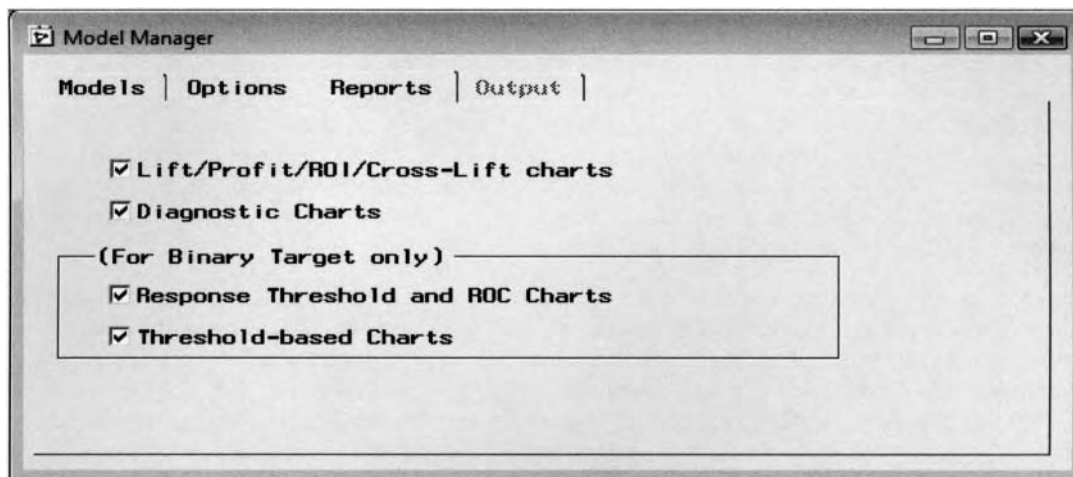 Model Manager
Models Options Reports Output
Lift/Profit/ROI/Cross-Lift charts
Diagnostic Charts
(For Binary Target only)
Response Threshold and ROC Charts
Threshold-based Charts